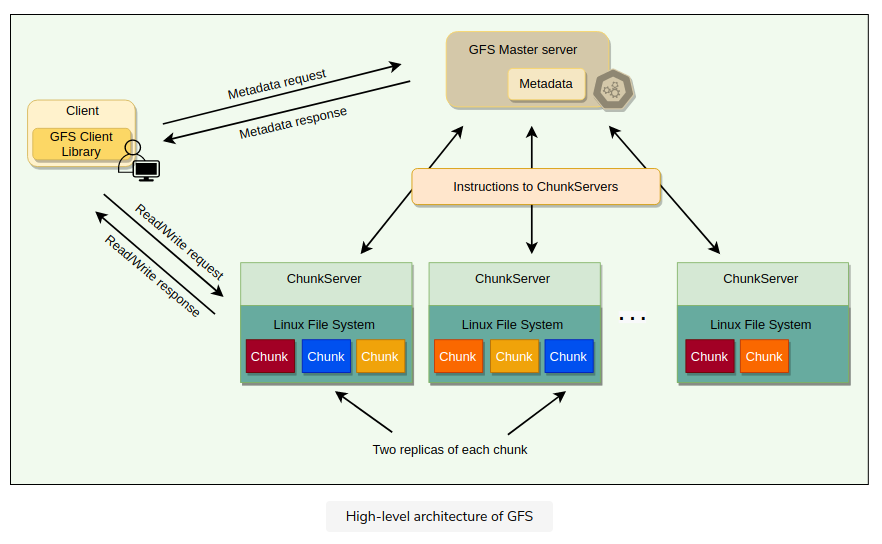 GFS Master server
Metadata
Metadata request
Metadata response
Client
GFS Client
Library
Instructions to ChunkServers
Read/Write request
Read/Write response
ChunkServer
Linux File System
Chunk
Chunk
Chunk
ChunkServer
Linux File System
Chunk
Chunk
Chunk
...
ChunkServer
Linux File System
Chunk
Chunk
Two replicas of each chunk
High-level architecture of GFS